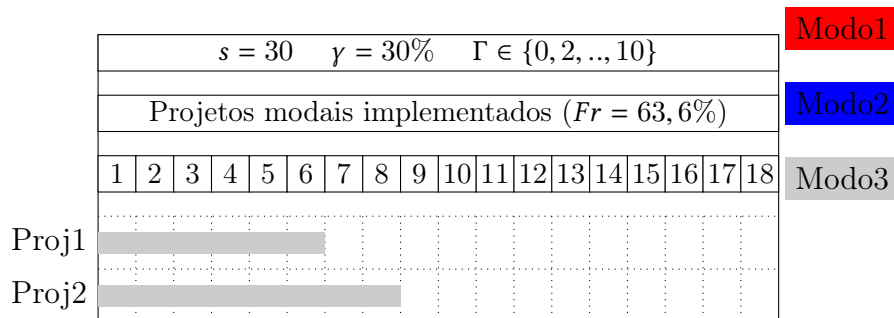 Modo1
s = 30 γ = 30% Γ ∈ {0, 2, .., 10}
Modo2
Projetos modais implementados (Fr = 63, 6%)
1 2 3 4 5 6 7 8 9 10 11 12 13 14 15 16 17 18
Modo3
Proj1
Proj2